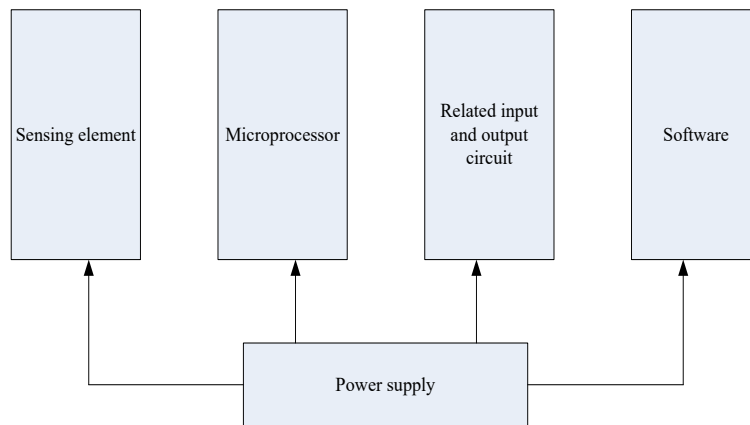 Sensing element
Microprocessor
Related input
and output
circuit
Software
Power supply